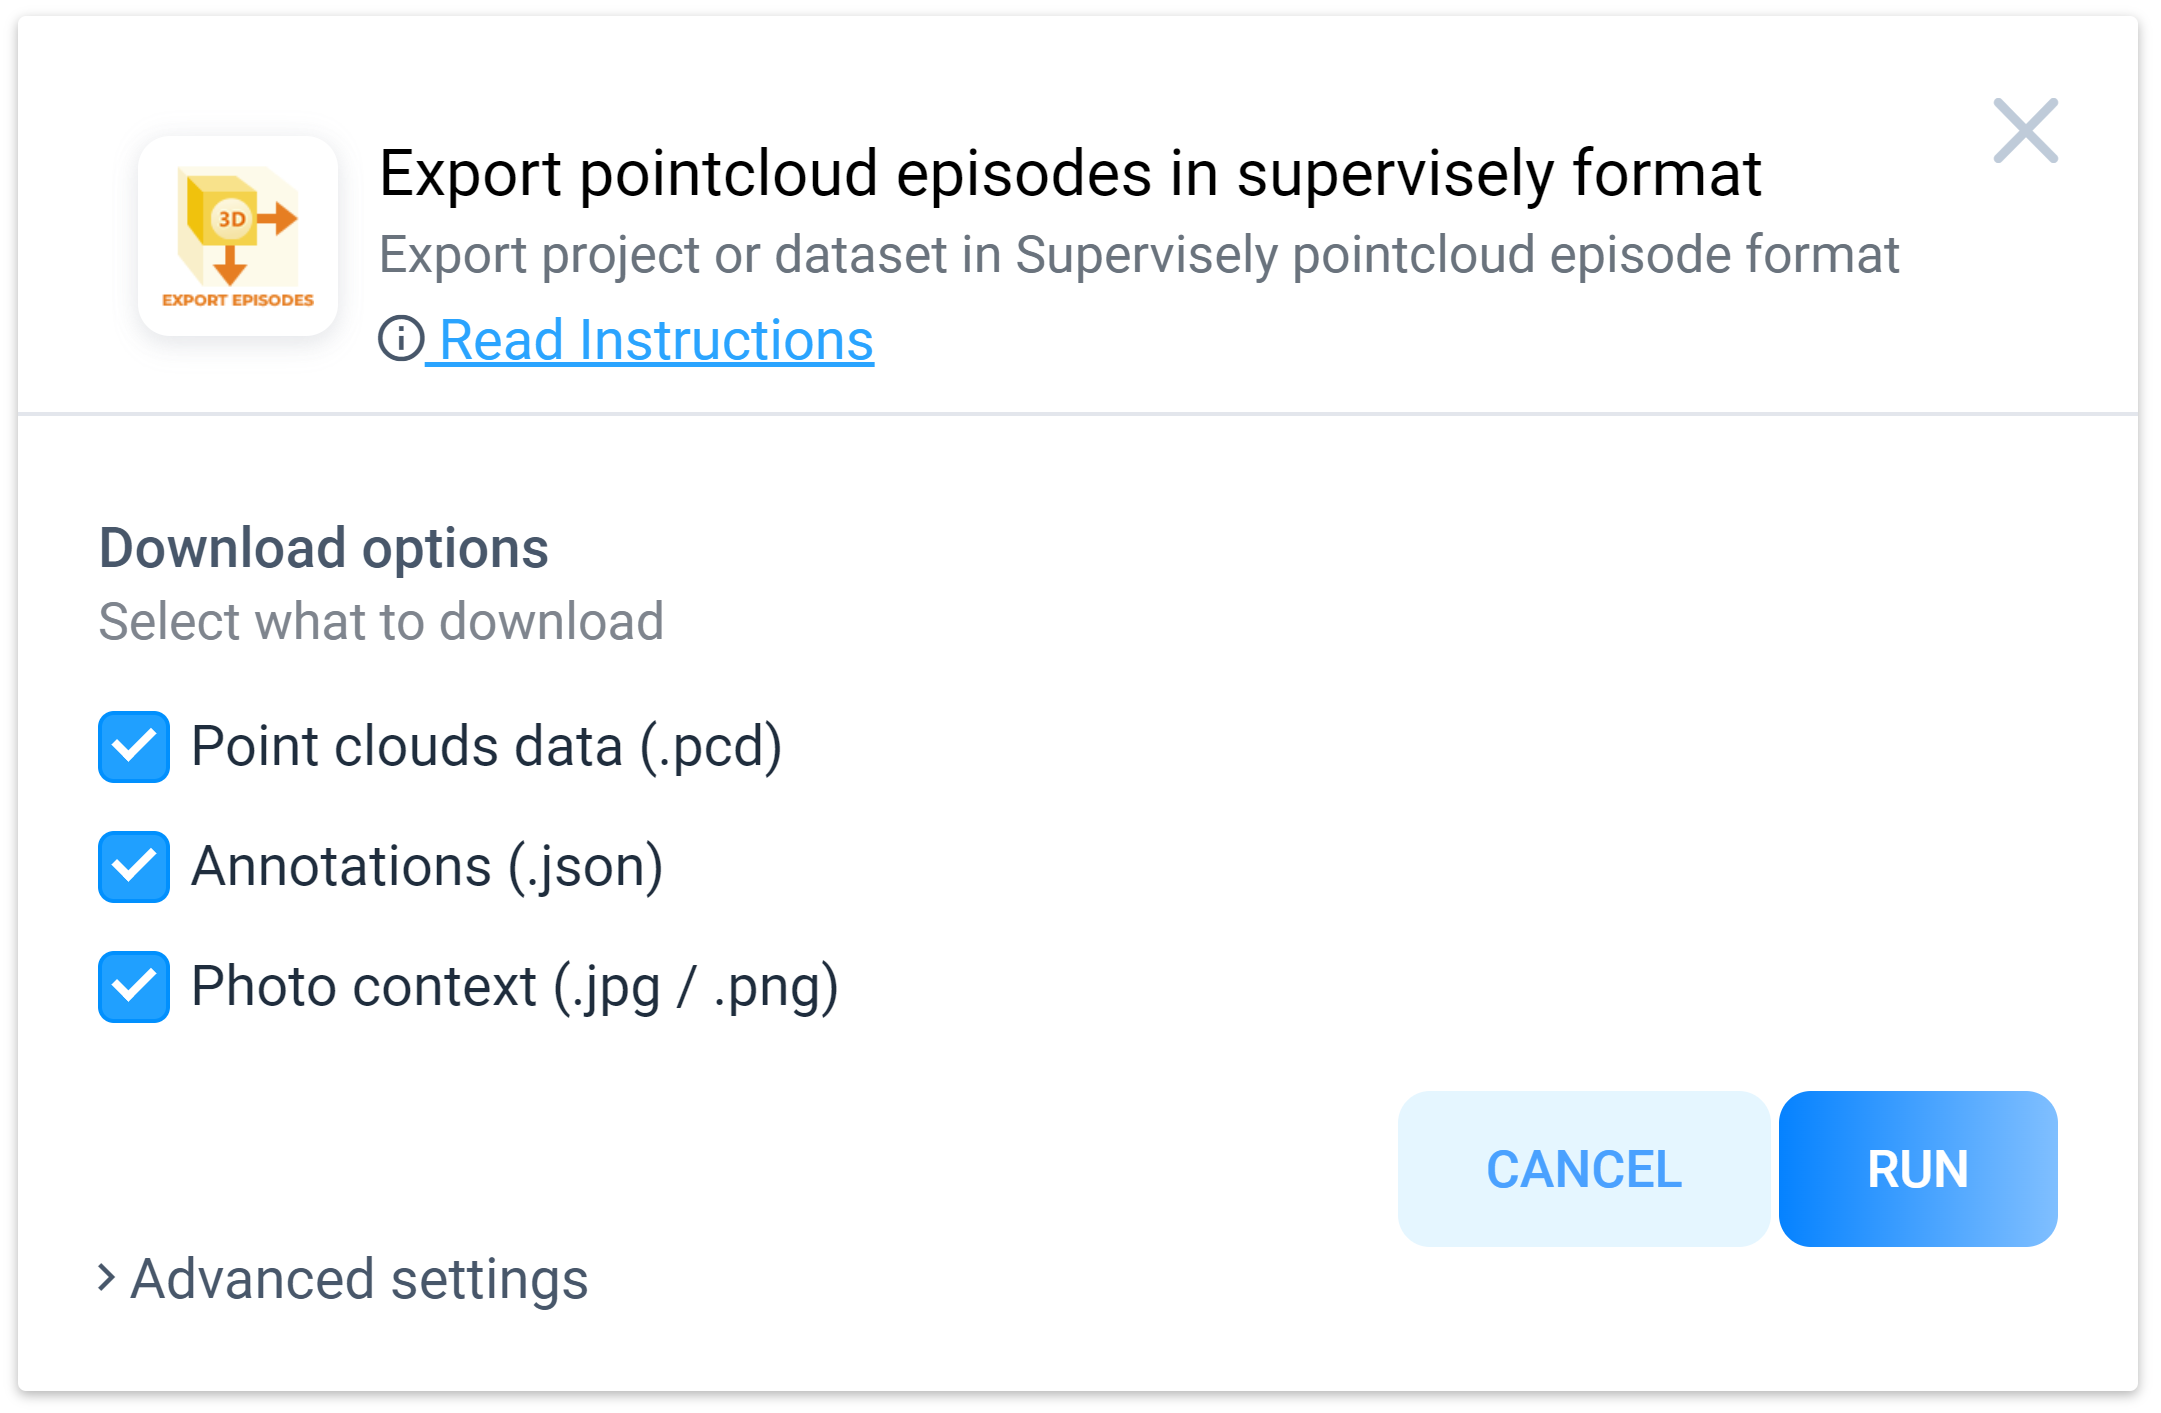 Export pointcloud episodes in supervisely format
Export project or dataset in Supervisely pointcloud episode format
Read Instructions
3D
EXPORT EPISODES
Download options
Select what to download
Point clouds data (.pcd)
Annotations (.json)
Photo context (.jpg / .png)
CANCEL
RUN
Advanced settings